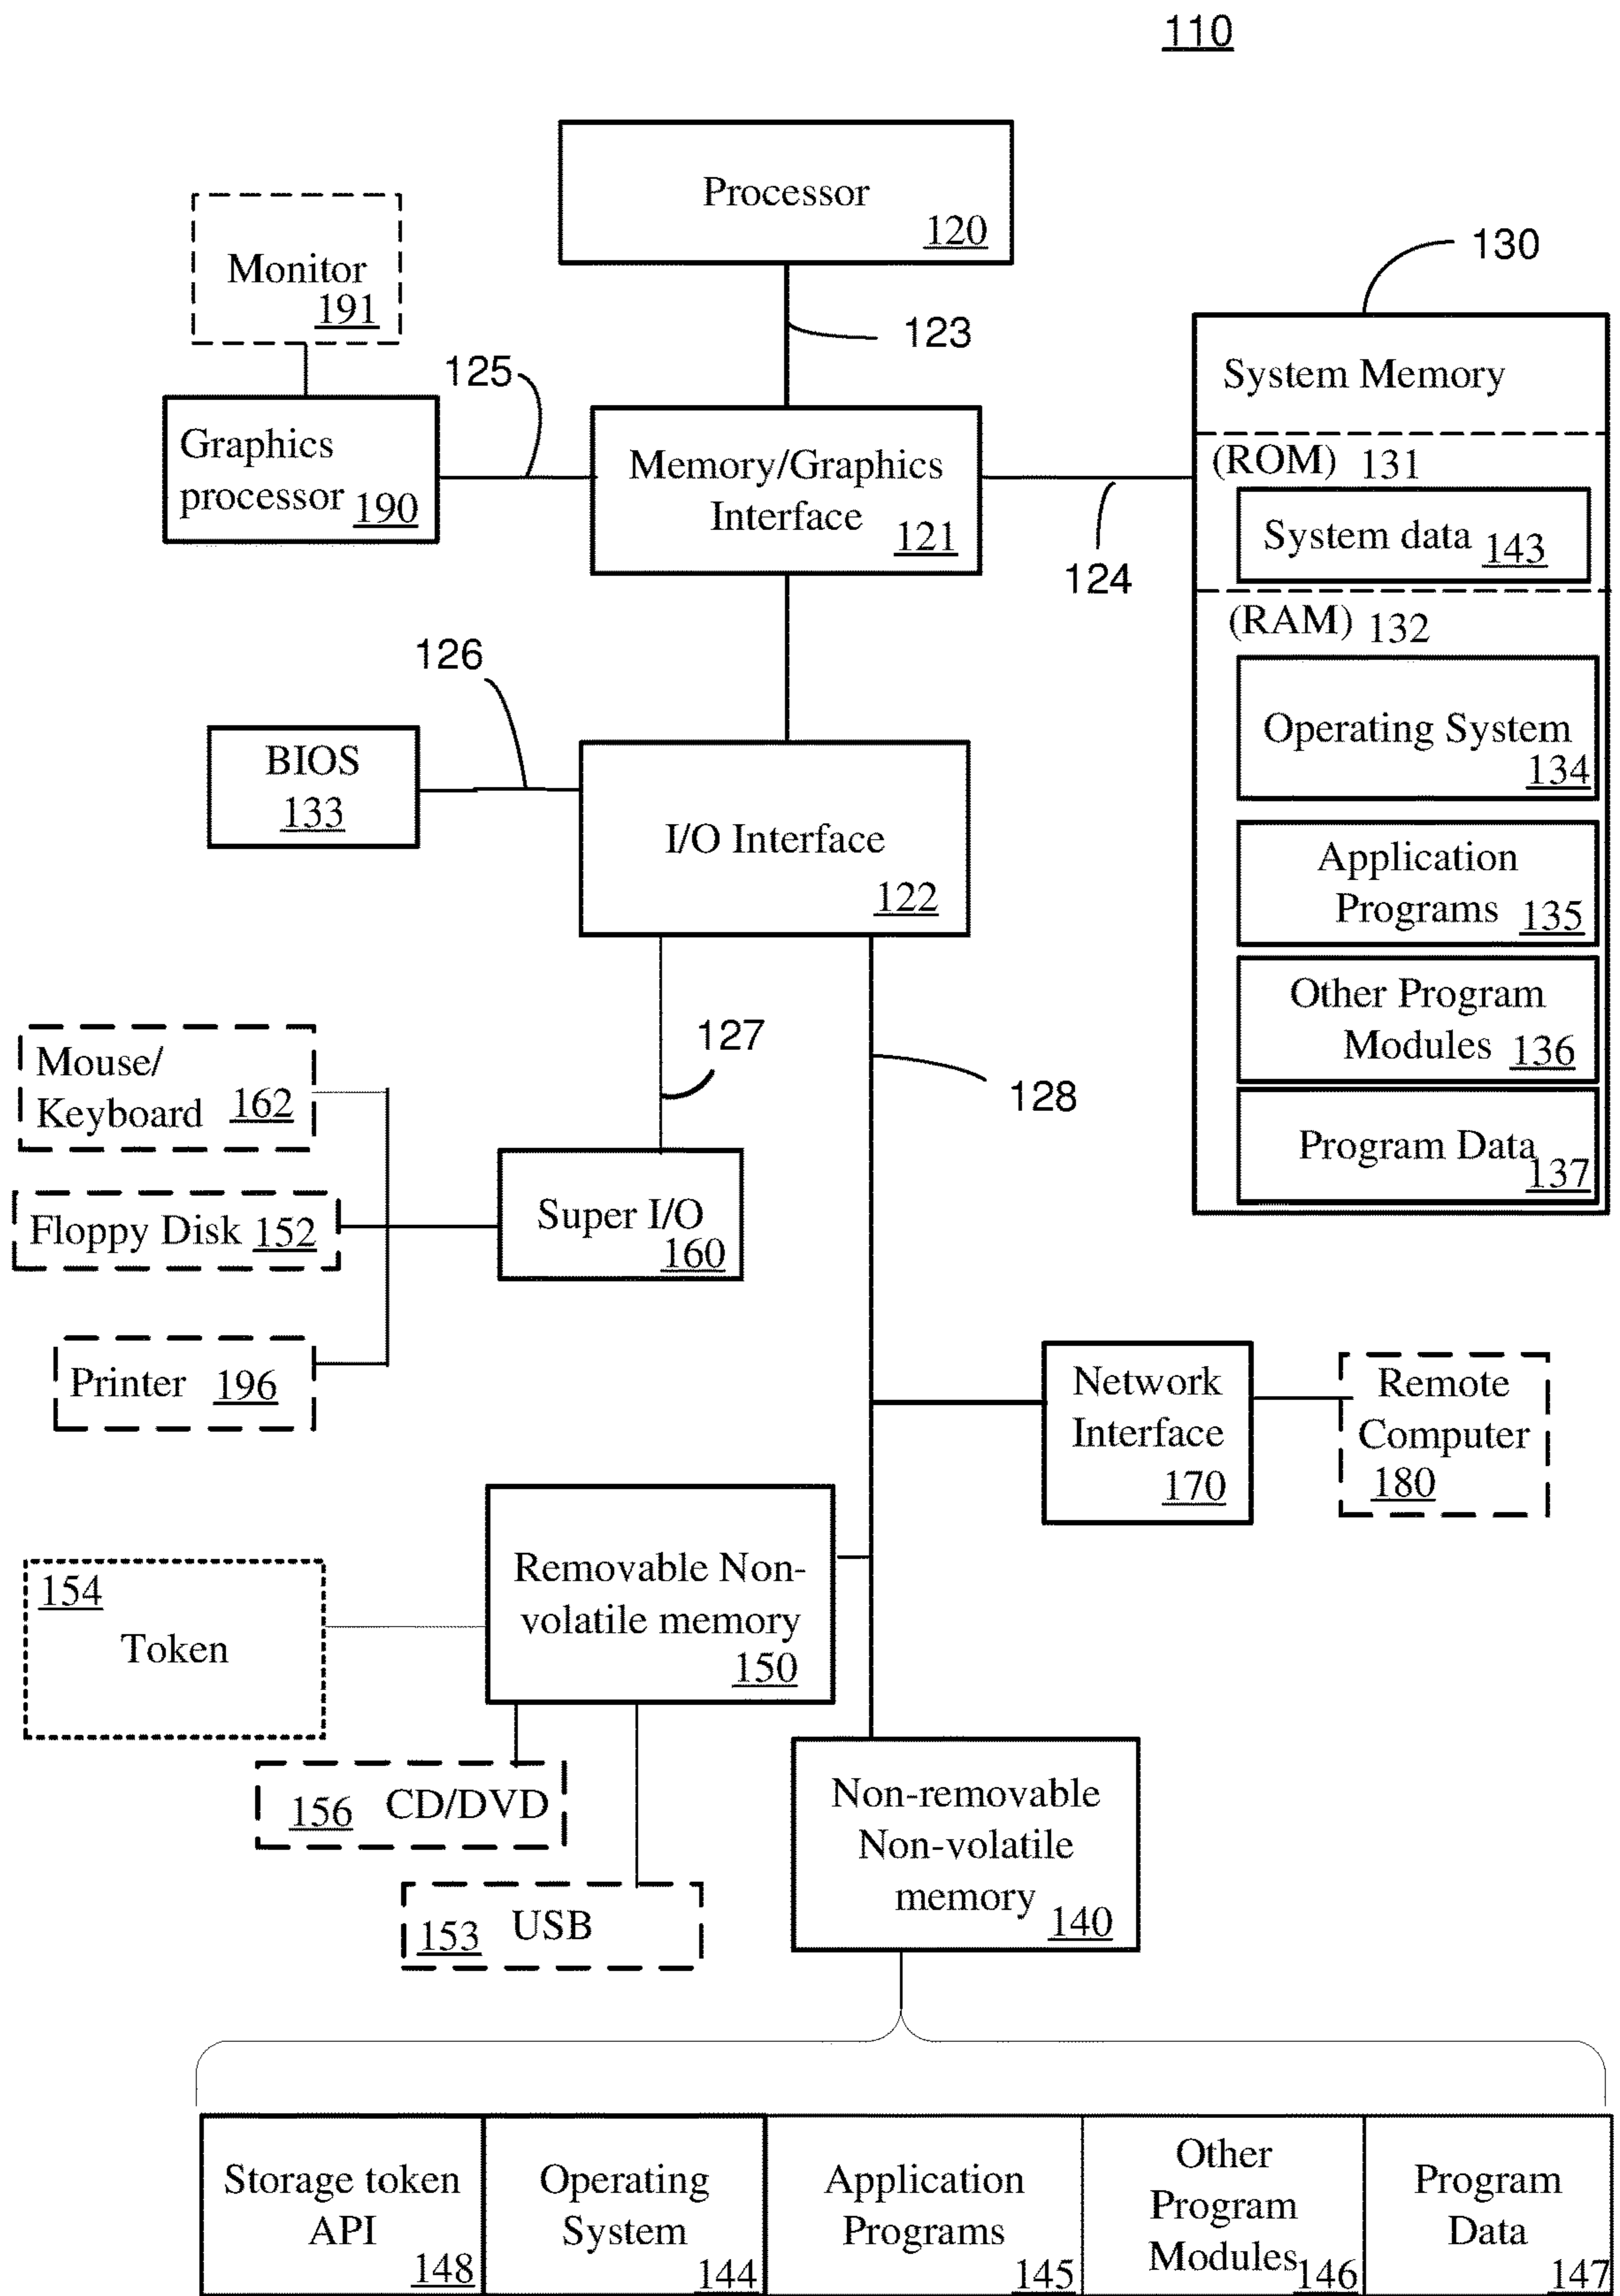 110
Processor
120
Monitor
191
130
123
125
System Memory
Graphics
processor 190
Memory/Graphics
Interface
121
(ROM) 131
System data 143
124
(RAM) 132
126
Operating System
134
BIOS
133
I/O Interface
122
Application
Programs 135
Other Program
Modules 136
127
128
Mouse/
Keyboard 162
Program Data
137
Super I/O
160
Floppy Disk 152
Printer 196
Network
Interface
170
Remote
Computer
180
Removable Non-
volatile memory
150
154
Token
156 CD/DVD
Non-removable
Non-volatile
memory
140
153 USB
Storage token
API
148
Operating
System
144
Application
Programs
145
Other
Program
Modules
146
Program
Data
147